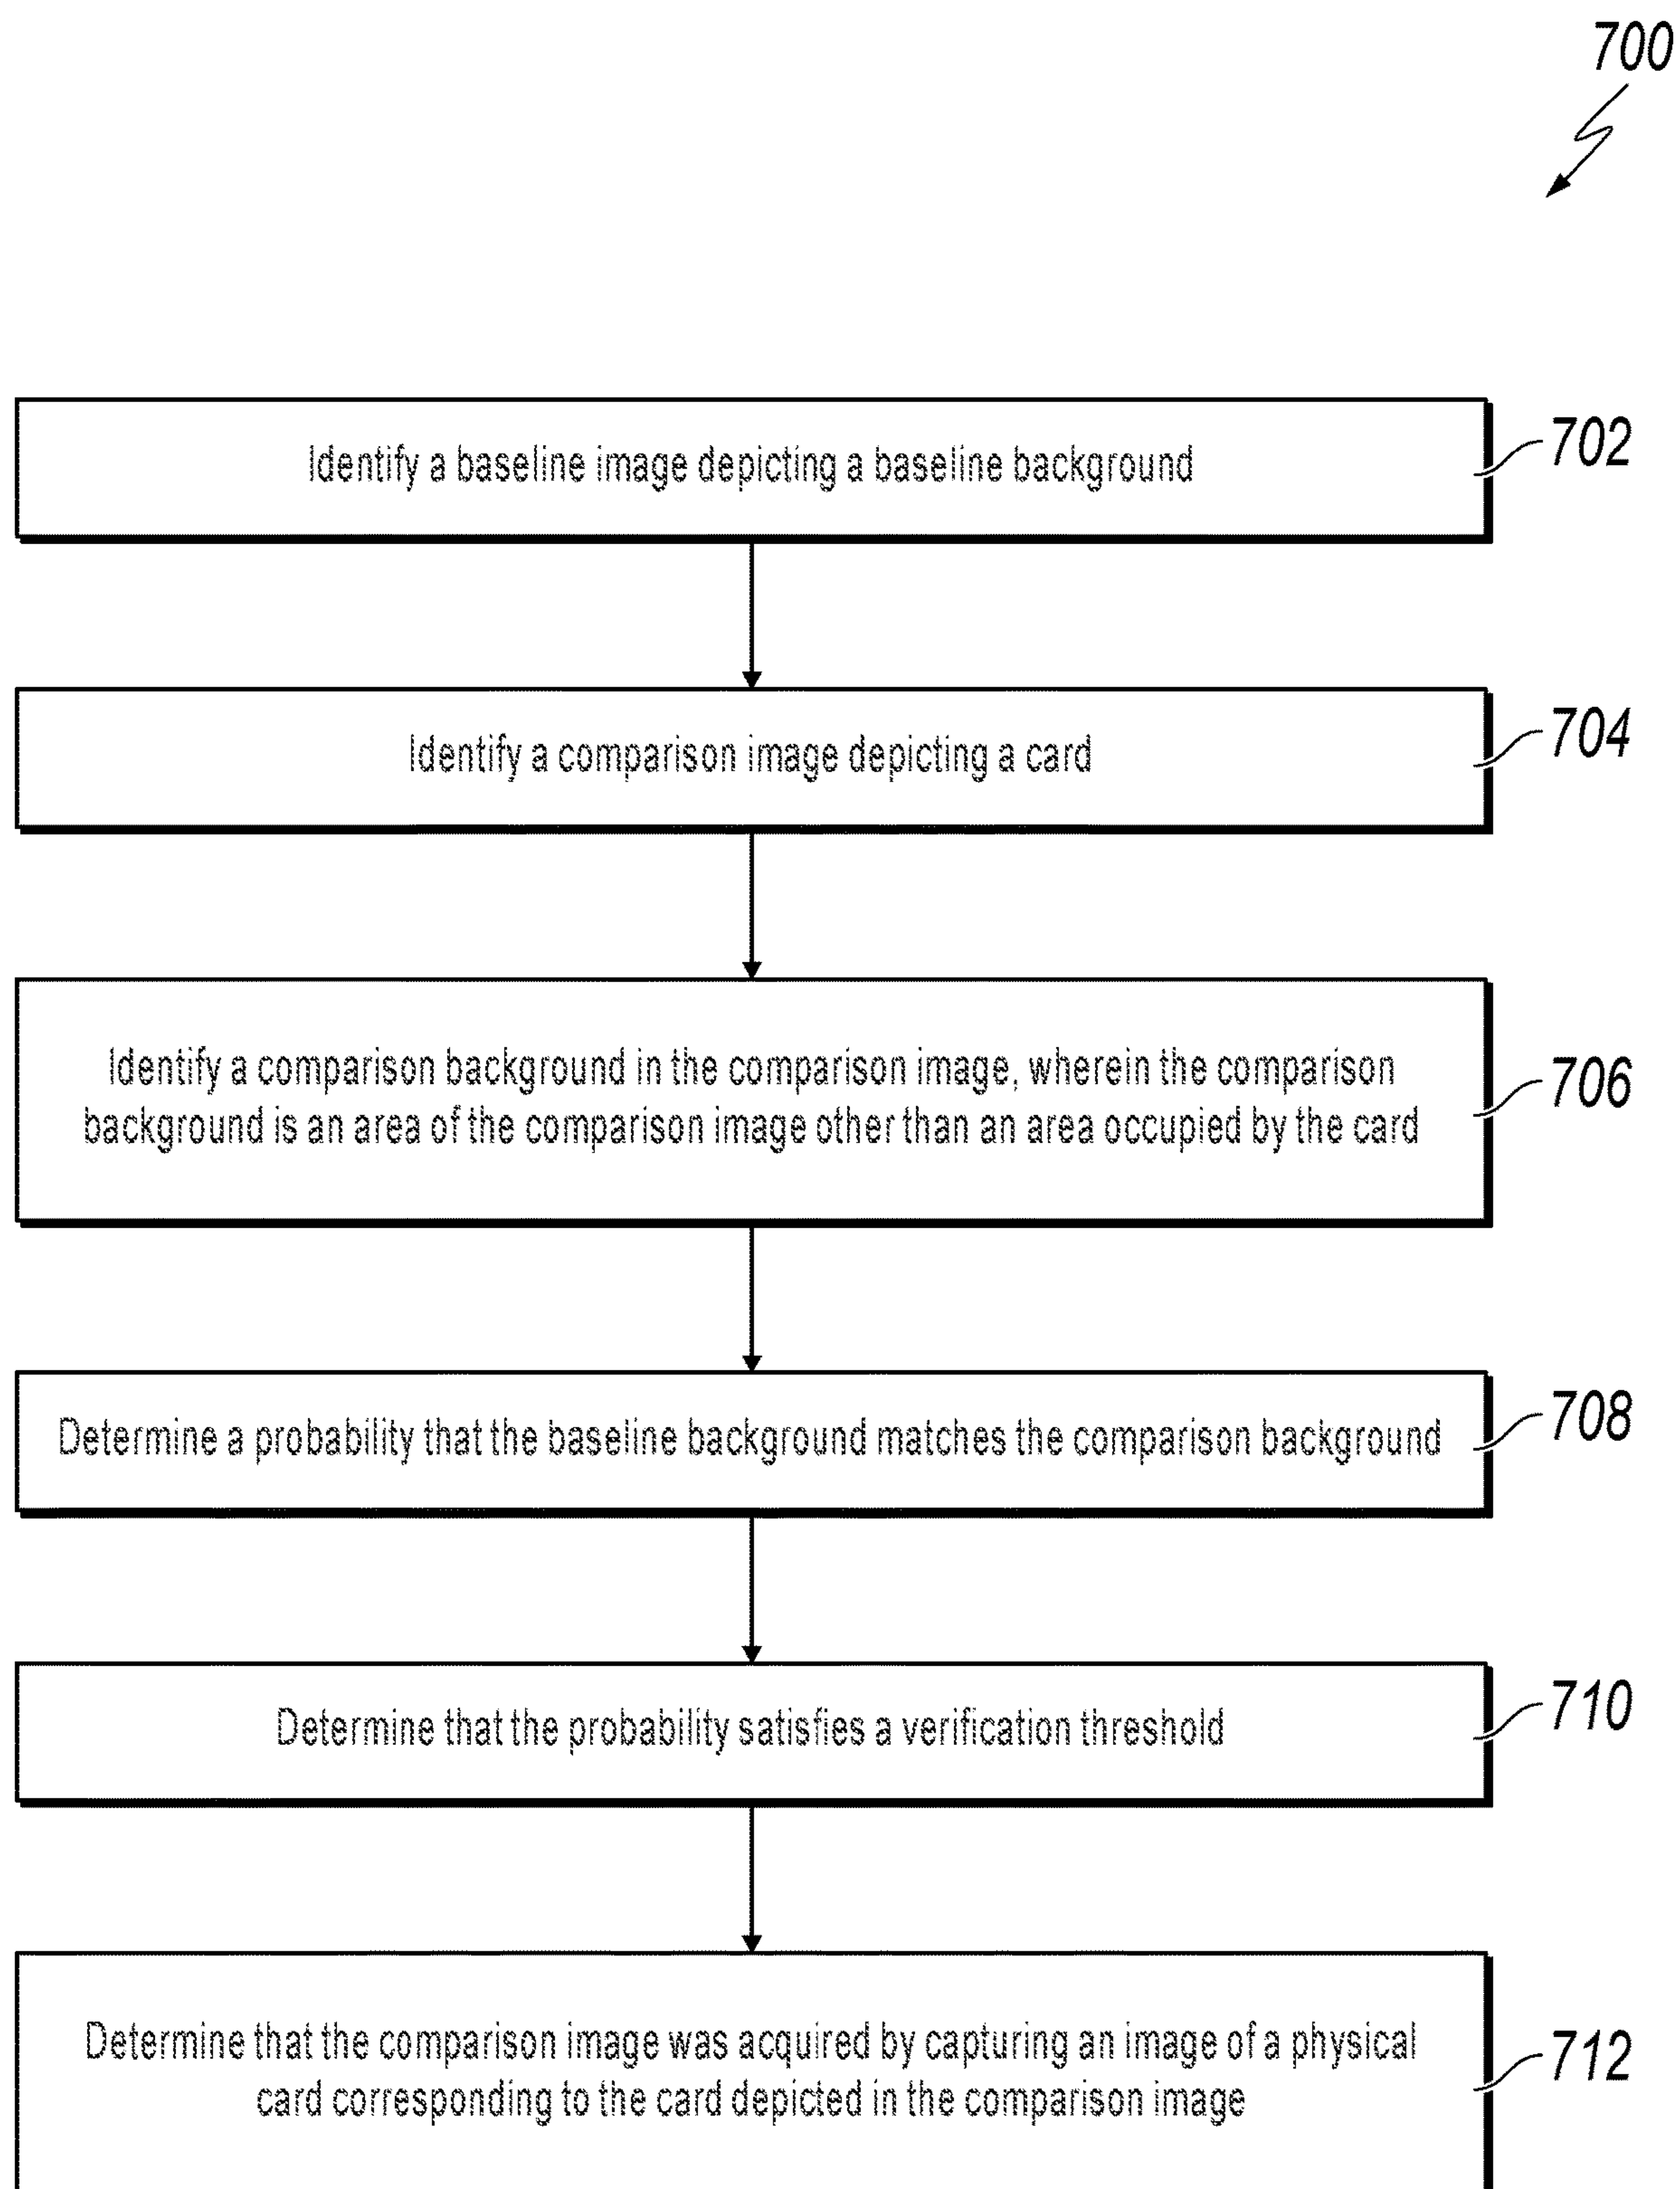 700
Identify a baseline image depicting a baseline background
702
Identify a comparison image depicting a card
704
Identify a comparison background in the comparison image, wherein the comparison
background is an area of the comparison image other than an area occupied by the card
706
Determine a probability that the baseline background matches the comparison background
708
Determine that the probability satisfies a verification threshold
710
Determine that the comparison image was acquired by capturing an image of a physical
card corresponding to the card depicted in the comparison image
712